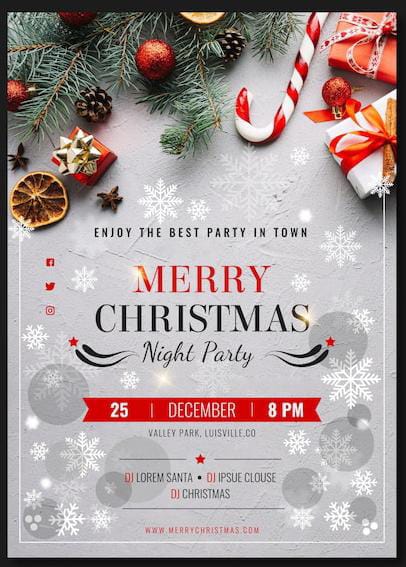 ENJOY THE BEST PARTY IN TOWN
MERRY
CHRISTMAS
Night Party
25 | DECEMBER | 8 PM
VALLEY PARK, LUISVILLE,CO
DJ LOREM SANTA • DJ IPSUE CLOUSE
DJ CHRISTMAS
WWW.MERRYCHRISTMAS.COM